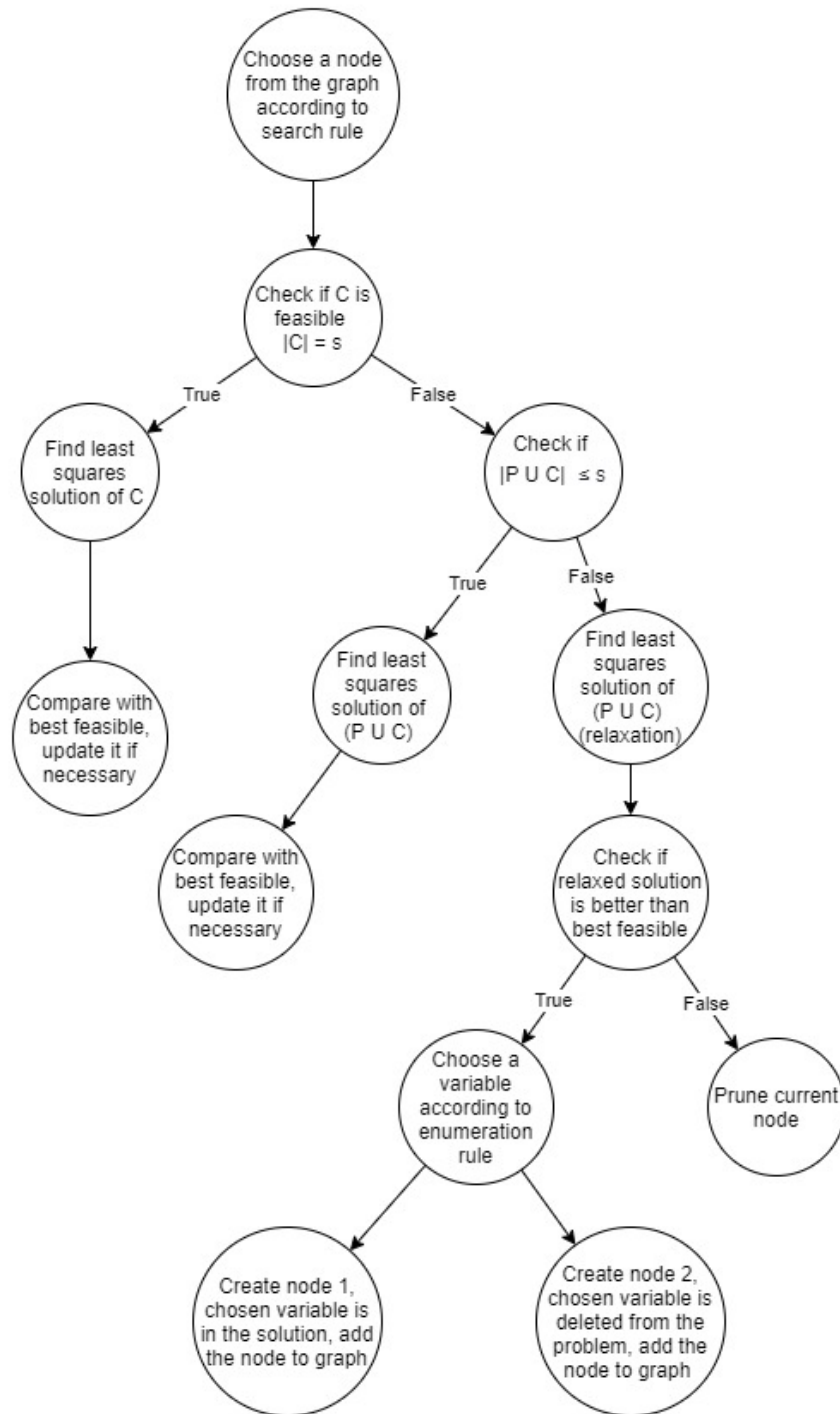 Choose a node
from the graph
according to
search rule
Check if C is
feasible
|C| = s
True
False
Find least
squares
solution of C
Check if
|P U C| ≤ s
True
False
Find least
squares
solution of
(P U C)
Find least
squares
solution of
(P U C)
(relaxation)
Compare with
best feasible,
update it if
necessary
Compare with
best feasible,
update it if
necessary
Check if
relaxed solution
is better than
best feasible
True
False
Choose a
variable
according to
enumeration
rule
Prune current
node
Create node 1,
chosen variable is
in the solution, add
the node to graph
Create node 2,
chosen variable is
deleted from the
problem, add the
node to graph